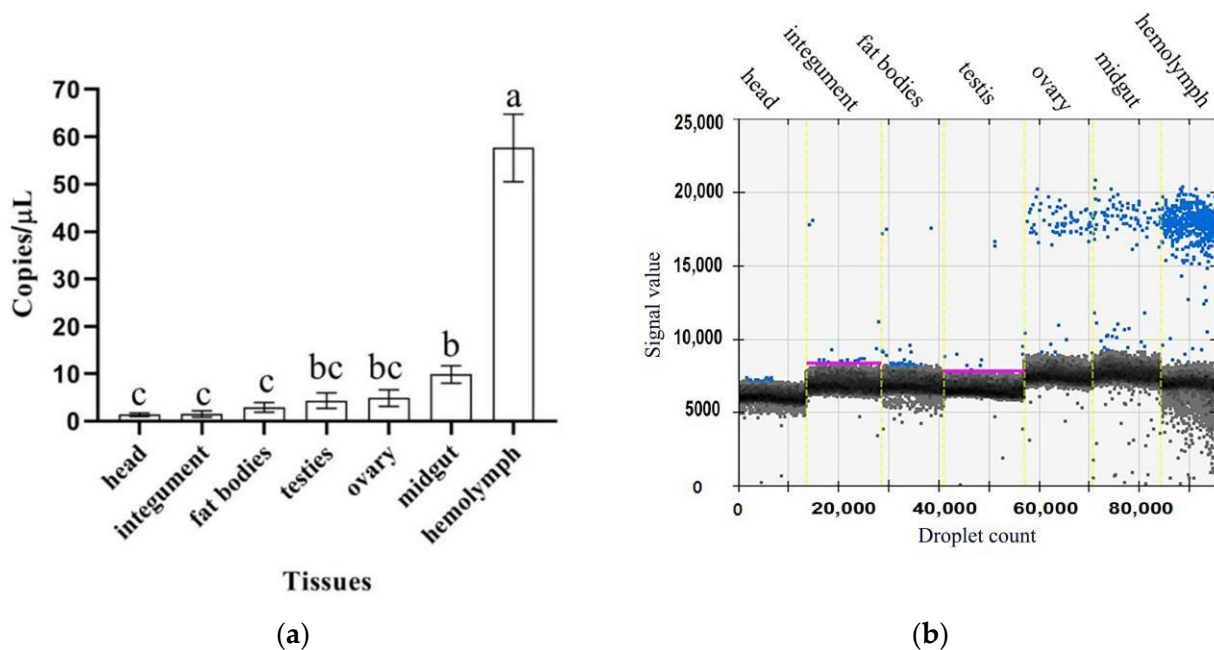 70
60
50
40
30
20
10
0
Copies/μL
c
c
c
bc
bc
b
a
head
integument
fat bodies
testies
ovary
midgut
hemolymph
Tissues
(a)
head
integument
fat bodies
testis
ovary
midgut
hemolymph
25,000
20,000
15,000
10,000
5000
0
Signal value
0
20,000
40,000
60,000
80,000
Droplet count
(b)